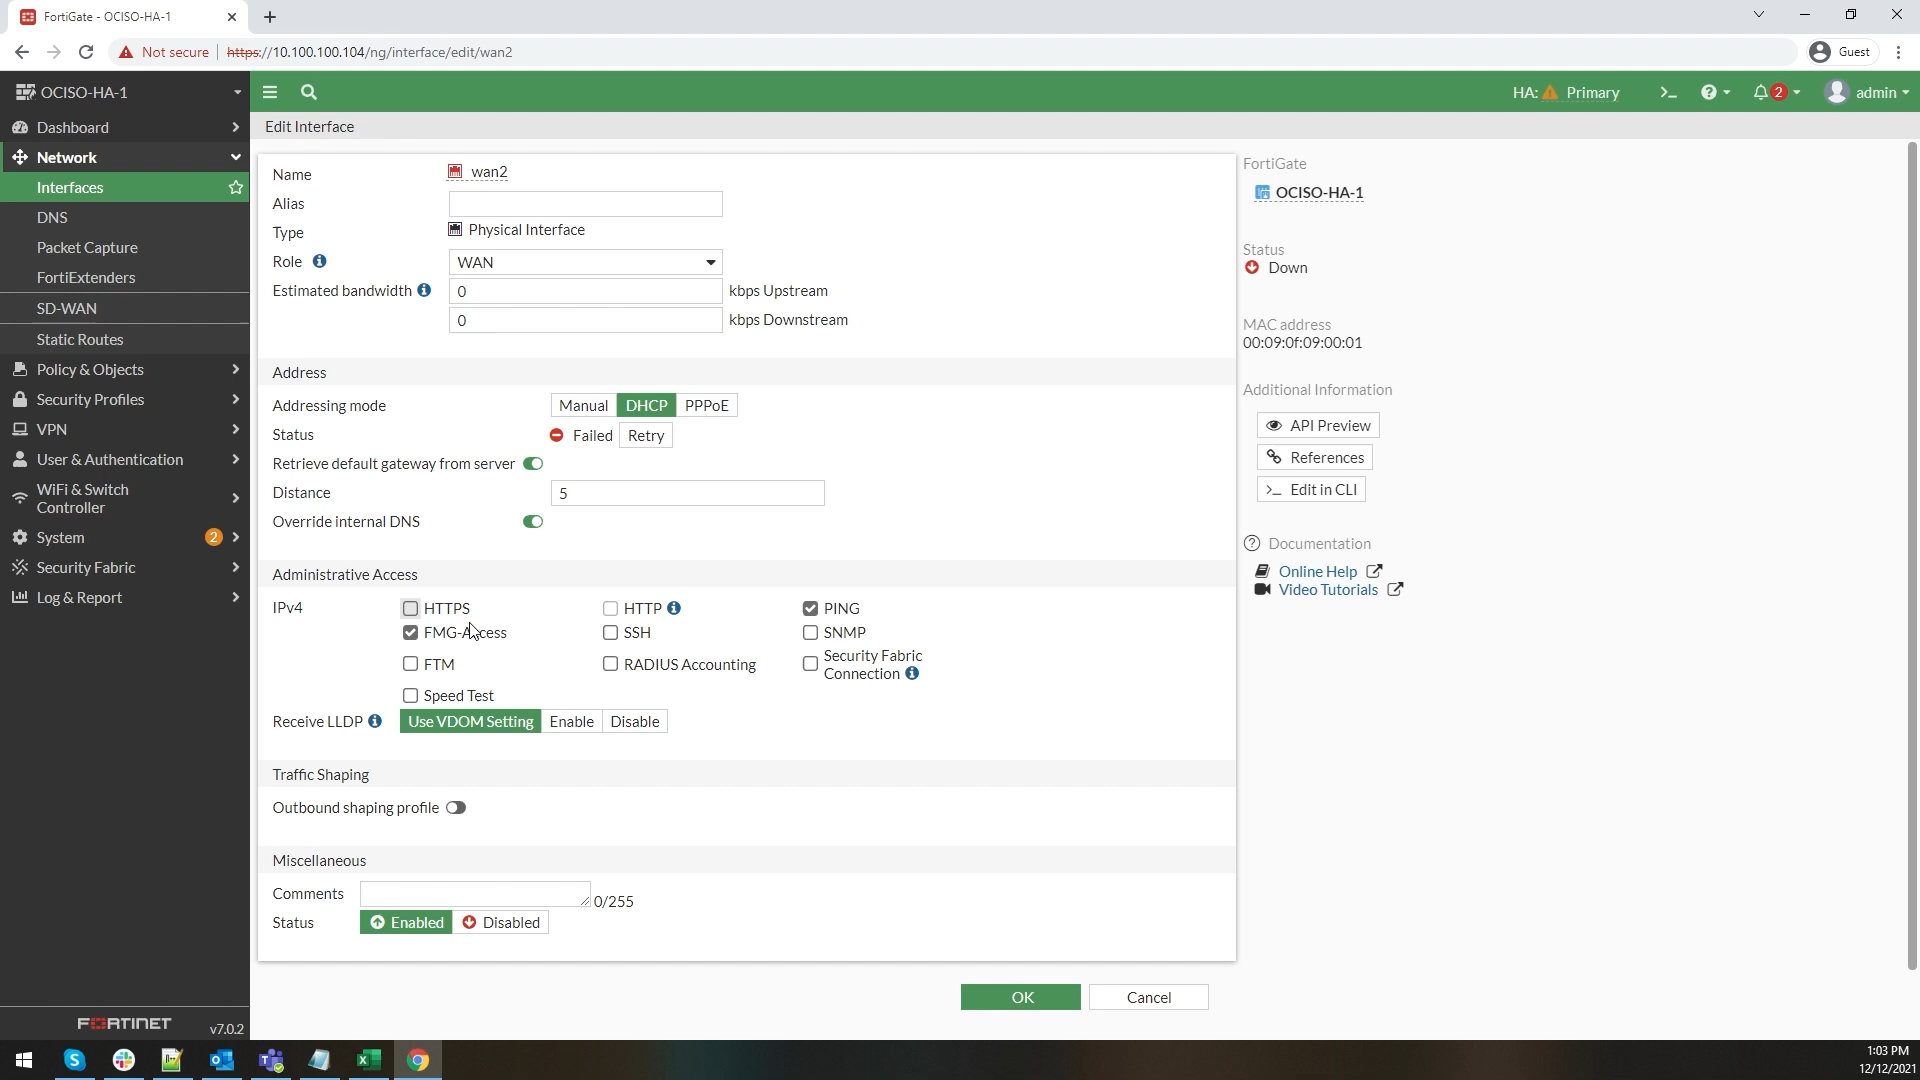 FortiGate - OCISO-HA-1
Not secure https://10.100.100.104/ng/interface/edit/wan2 Guest
OCISO-HA-1 HA: Primary 2 admin
Dashboard
Network
Interfaces
DNS
Packet Capture
FortiExtenders
SD-WAN
Static Routes
Policy & Objects
Security Profiles
VPN
User & Authentication
WiFi & Switch
Controller
System 2
Security Fabric
Log & Report
FORTINET v7.0.2
Edit Interface
Name wan2
Alias
Type Physical Interface
Role WAN
Estimated bandwidth 0 kbps Upstream
0 kbps Downstream
Address
Addressing mode Manual DHCP PPPoE
Status Failed Retry
Retrieve default gateway from server
Distance 5
Override internal DNS
Administrative Access
IPv4 HTTPS HTTP PING
FMG-Access SSH SNMP
FTM RADIUS Accounting Security Fabric
Connection
Speed Test
Receive LLDP Use VDOM Setting Enable Disable
Traffic Shaping
Outbound shaping profile
Miscellaneous
Comments 0/255
Status Enabled Disabled
OK Cancel
FortiGate
OCISO-HA-1
Status
Down
MAC address
00:09:0f:09:00:01
Additional Information
API Preview
References
>_ Edit in CLI
Documentation
Online Help
Video Tutorials
1:03 PM
12/12/2021